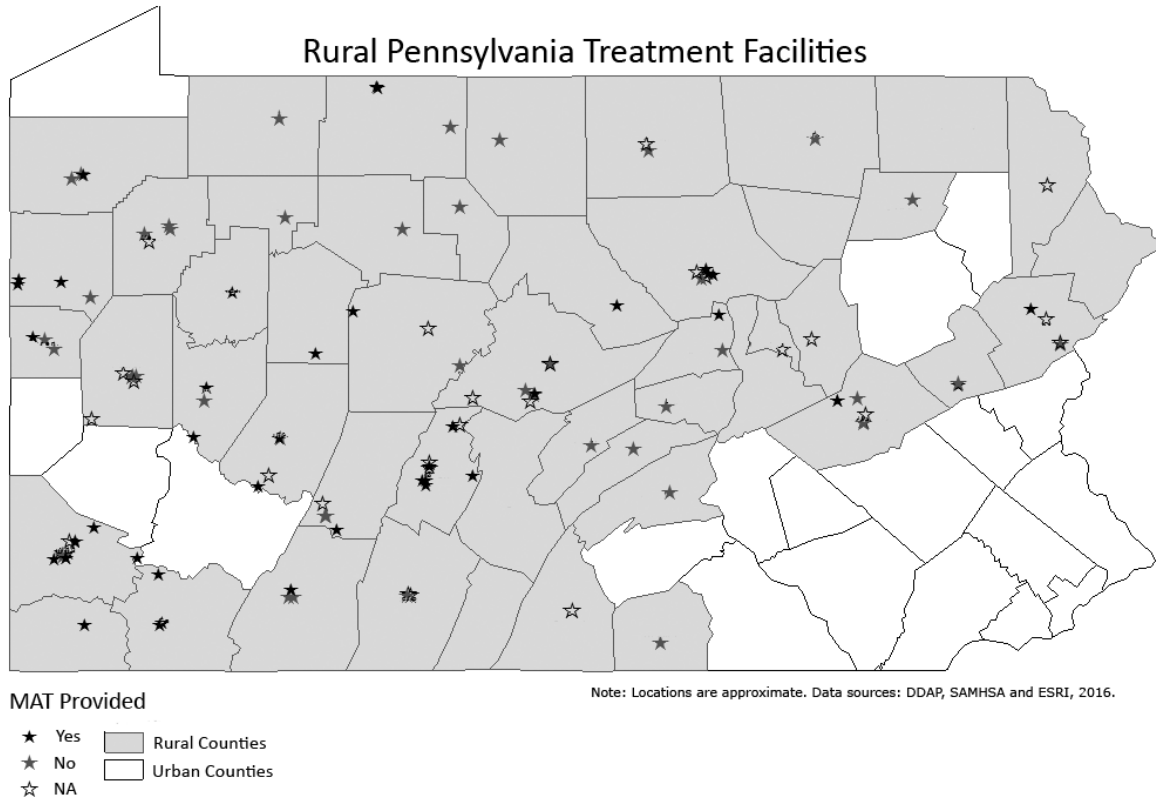 Rural Pennsylvania Treatment Facilities
Note: Locations are approximate. Data sources: DDAP, SAMHSA and ESRI, 2016.
MAT Provided
Yes
Rural Counties
No
Urban Counties
NA